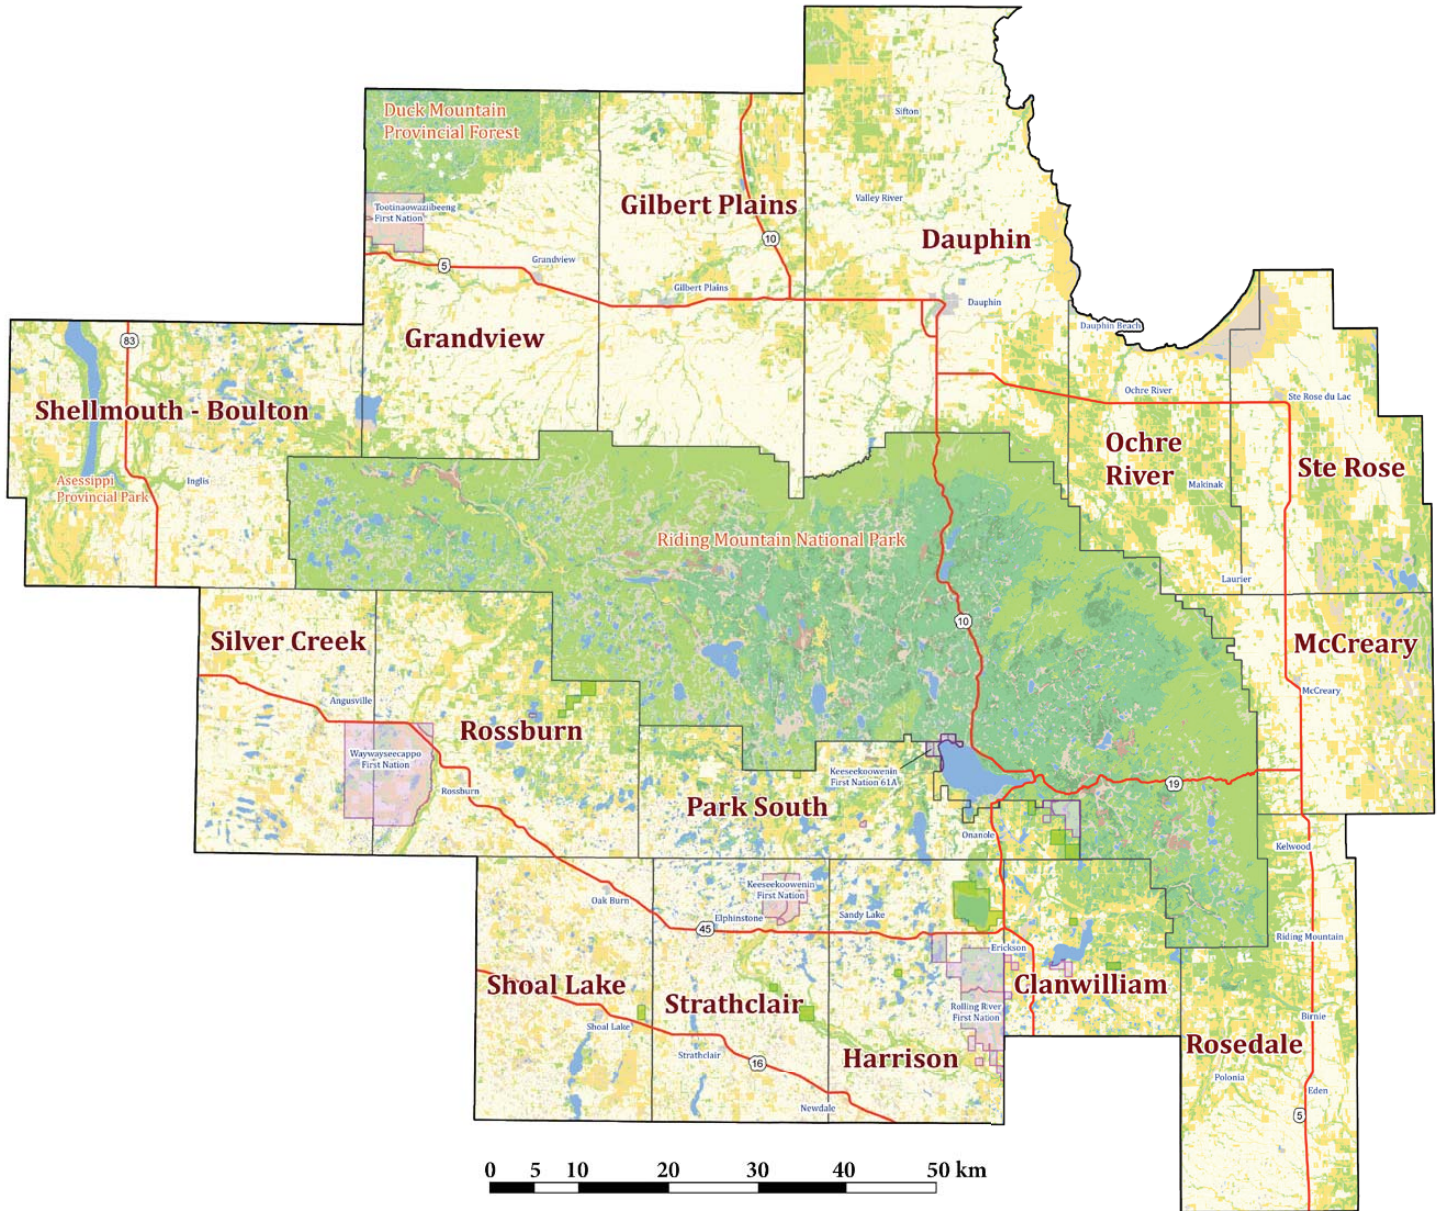 Duck Mountain
Provincial Forest
Sifton
Tootinaowaziibeeng
First Nation
Gilbert Plains
Valley River
10
Dauphin
5
Grandview
Gilbert Plains
Dauphin
83
Grandview
Dauphin Beach
Shellmouth - Boulton
Ochre River
Ste Rose du Lac
Ochre
River
Ste Rose
Asessippi
Provincial Park
Inglis
Makinak
Riding Mountain National Park
Laurier
10
Silver Creek
McCreary
Angusville
McCreary
Rossburn
Waywayseecappo
First Nation
Keeseekoowenin
First Nation 61A
19
Rossburn
Park South
Onanole
Kelwood
Keeseekoowenin
First Nation
Oak Burn
Elphinstone
Sandy Lake
45
Erickson
Riding Mountain
Shoal Lake
Strathclair
Clanwilliam
Rolling River
First Nation
Birnie
Shoal Lake
Strathclair
16
Harrison
Rosedale
Polonia
Eden
Newdale
5
0 5 10 20 30 40 50 km